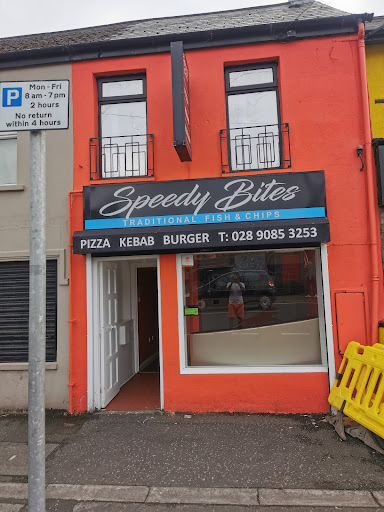 P
Mon - Fri
8 am - 7 pm
2 hours
No return
within 4 hours
Speedy Bites
TRADITIONAL FISH & CHIPS
PIZZA KEBAB BURGER T: 028 9085 3253